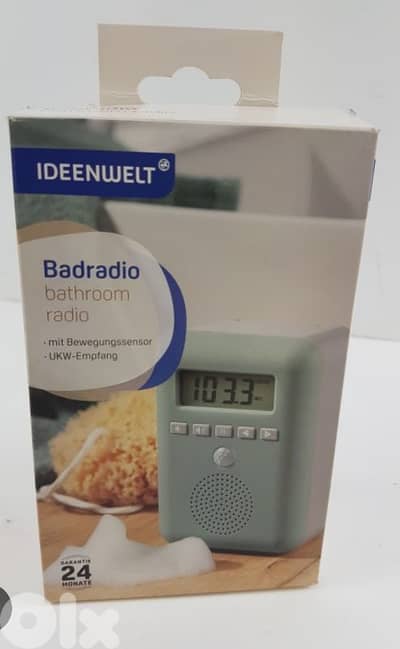 IDEENWELT
Badradio
bathroom
radio
· mit Bewegungssensor
· UKW-Empfang
103.3
GARANTIE
24
MONATE
olx